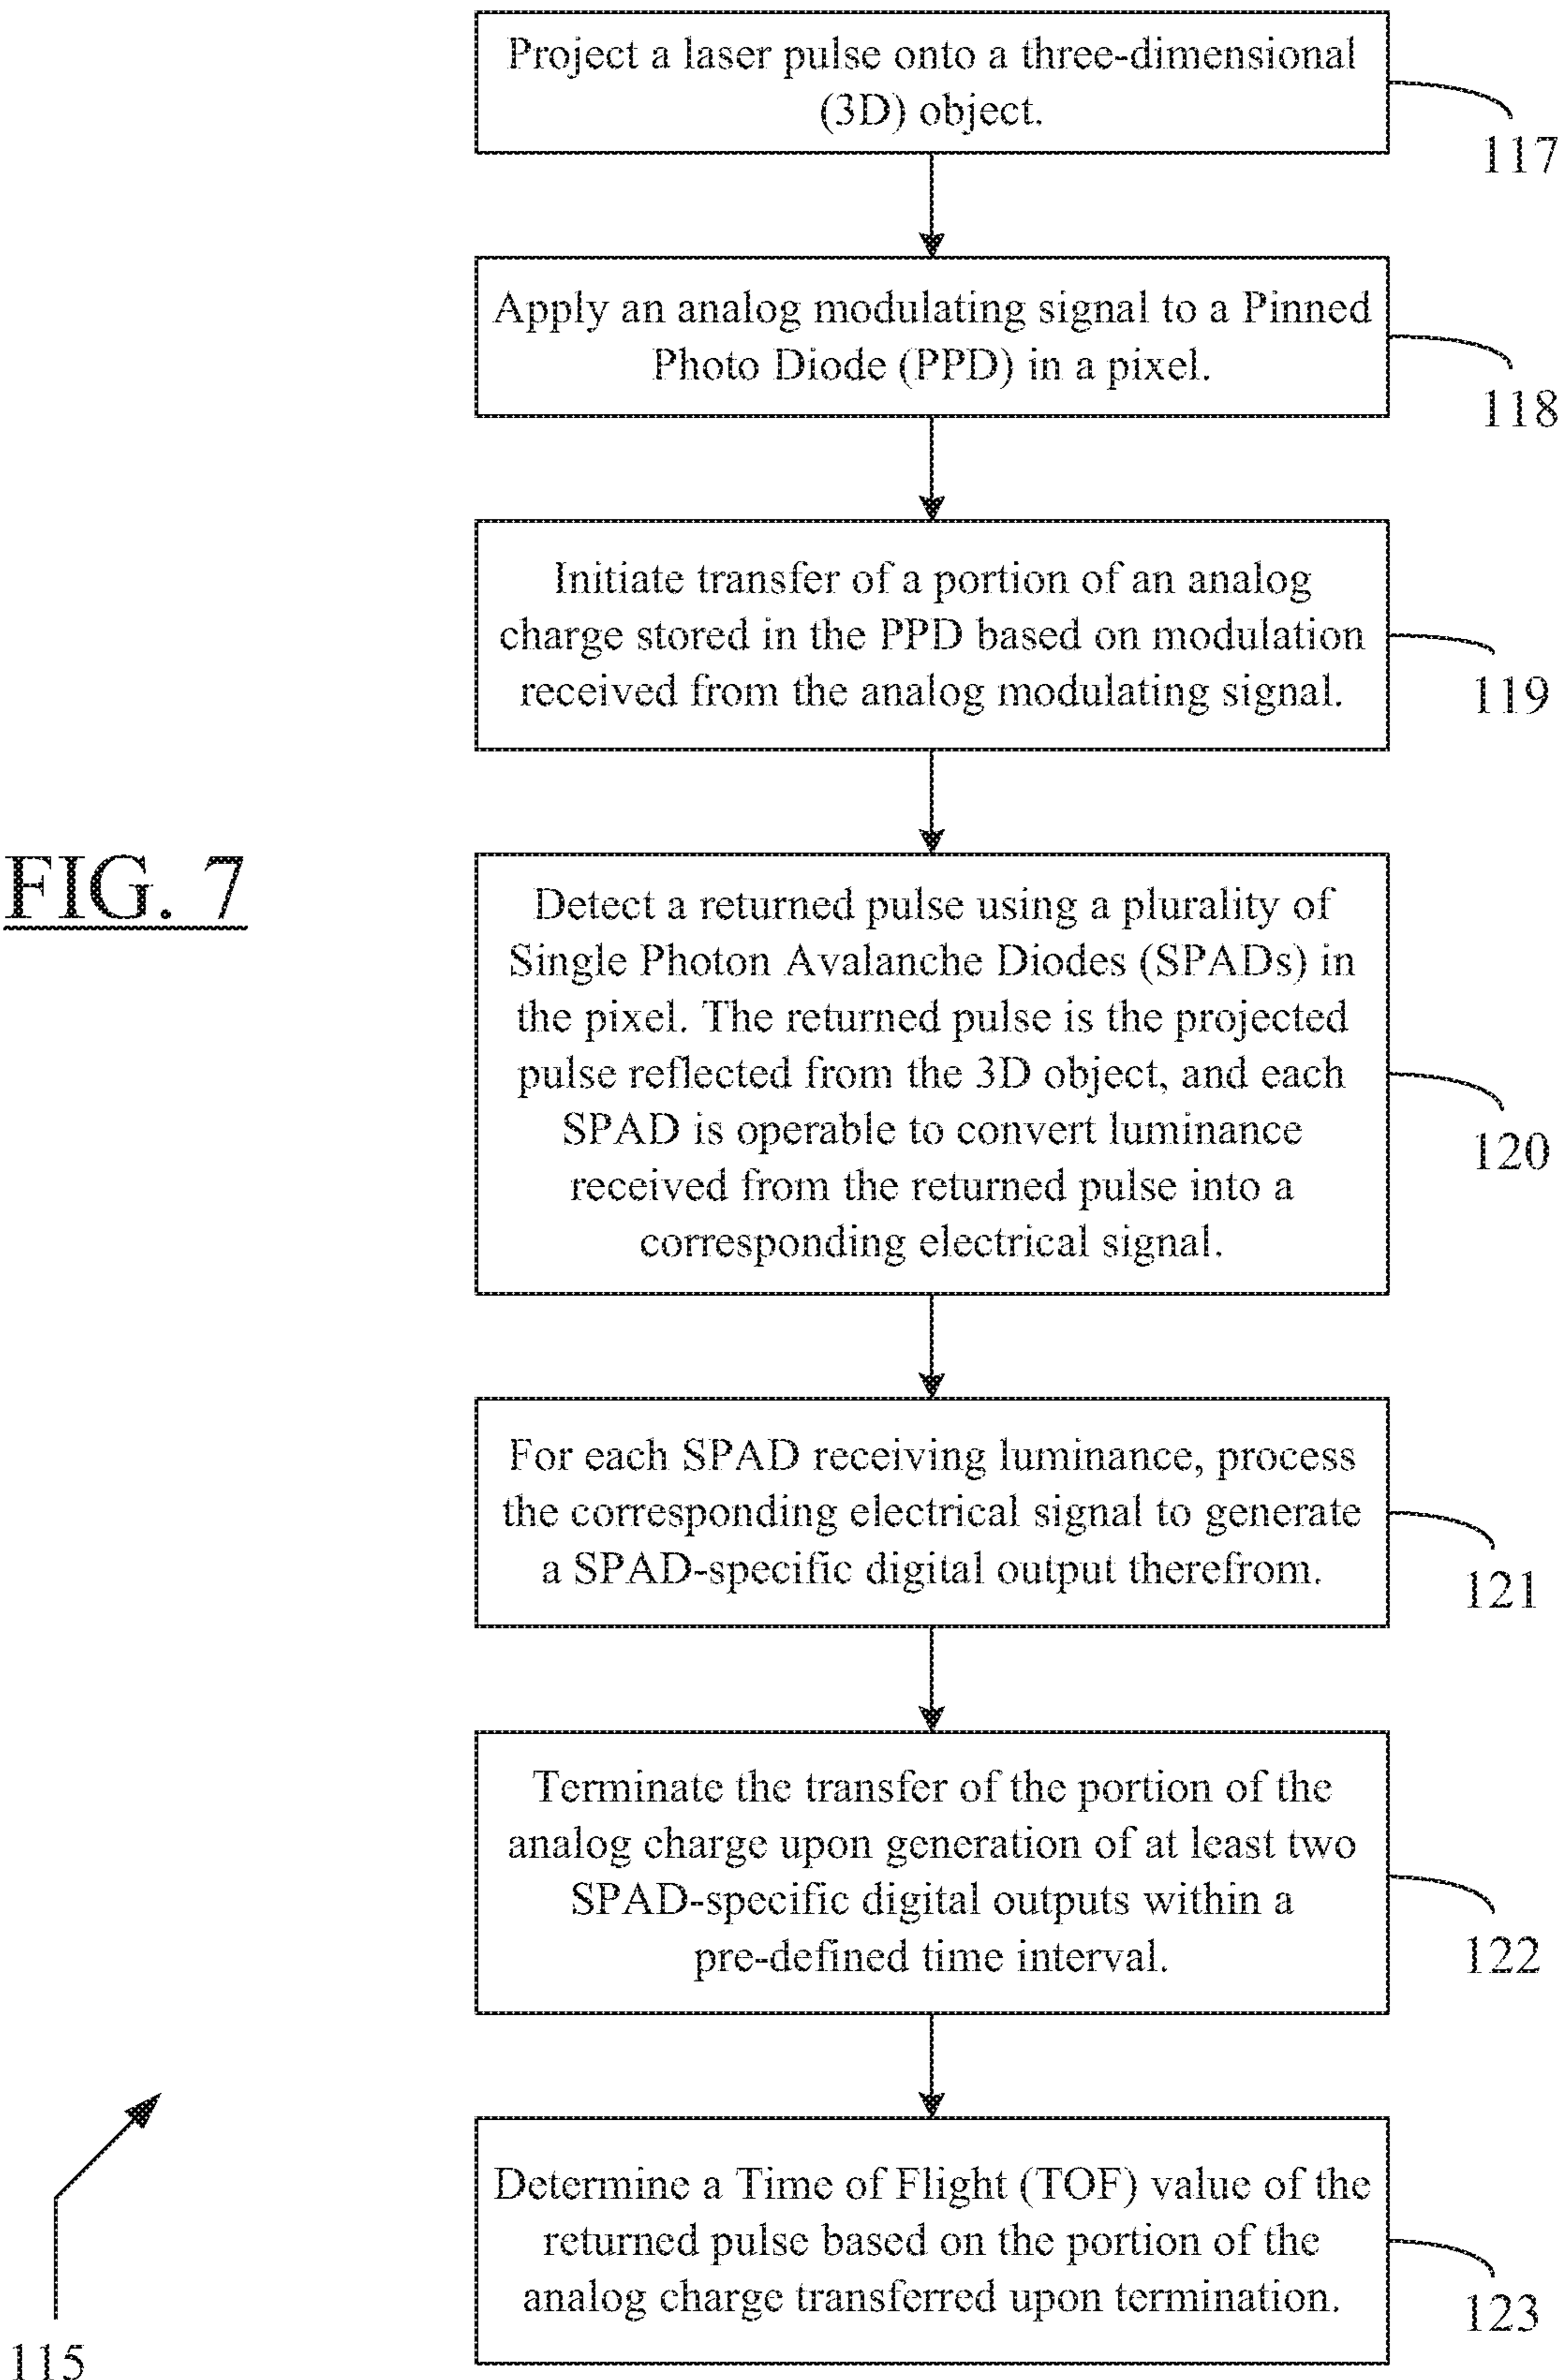 Project a laser pulse onto a three-dimensional
(3D) object.
117
Apply an analog modulating signal to a Pinned
Photo Diode (PPD) in a pixel.
118
Initiate transfer of a portion of an analog
charge stored in the PPD based on modulation
received from the analog modulating signal.
119
FIG. 7
Detect a returned pulse using a plurality of
Single Photon Avalanche Diodes (SPADs) in
the pixel. The returned pulse is the projected
pulse reflected from the 3D object, and each
SPAD is operable to convert luminance
received from the returned pulse into a
corresponding electrical signal.
120
For each SPAD receiving luminance, process
the corresponding electrical signal to generate
a SPAD-specific digital output therefrom.
121
Terminate the transfer of the portion of the
analog charge upon generation of at least two
SPAD-specific digital outputs within a
pre-defined time interval.
122
Determine a Time of Flight (TOF) value of the
returned pulse based on the portion of the
analog charge transferred upon termination.
123
115